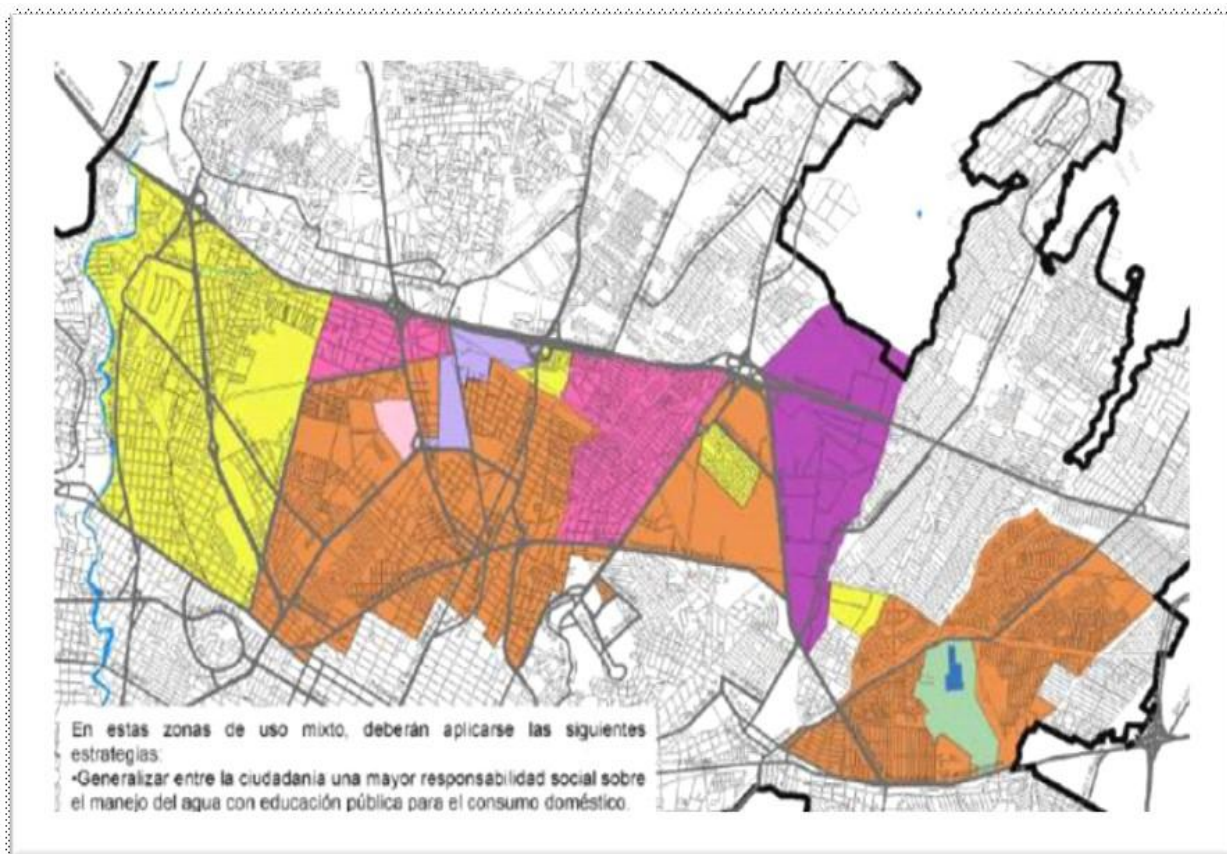 En estas zonas de uso mixto, deberán aplicarse las siguientes
estrategias:
•Generalizar entre la ciudadanía una mayor responsabilidad social sobre
el manejo del agua con educación pública para el consumo doméstico.